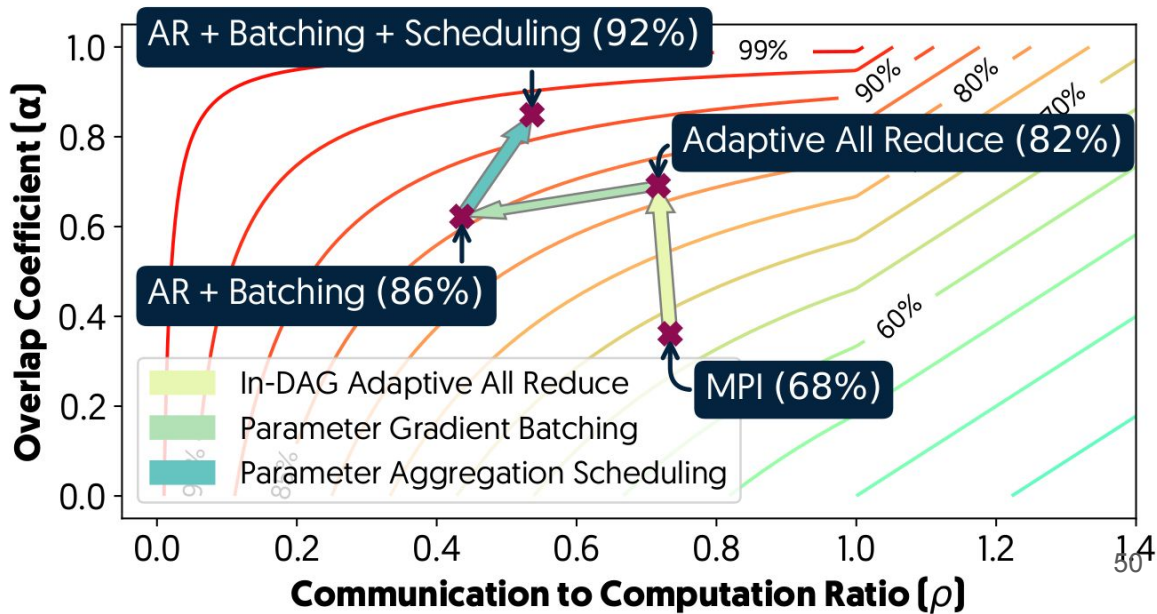 AR + Batching + Scheduling (92%)
99%
90%
80%
70%
Adaptive All Reduce (82%)
AR + Batching (86%)
60%
MPI (68%)
In-DAG Adaptive All Reduce
Parameter Gradient Batching
Parameter Aggregation Scheduling
Overlap Coefficient (α)
1.0
0.8
0.6
0.4
0.2
0.0
0.0 0.2 0.4 0.6 0.8 1.0 1.2 1.4
50
Communication to Computation Ratio (ρ)